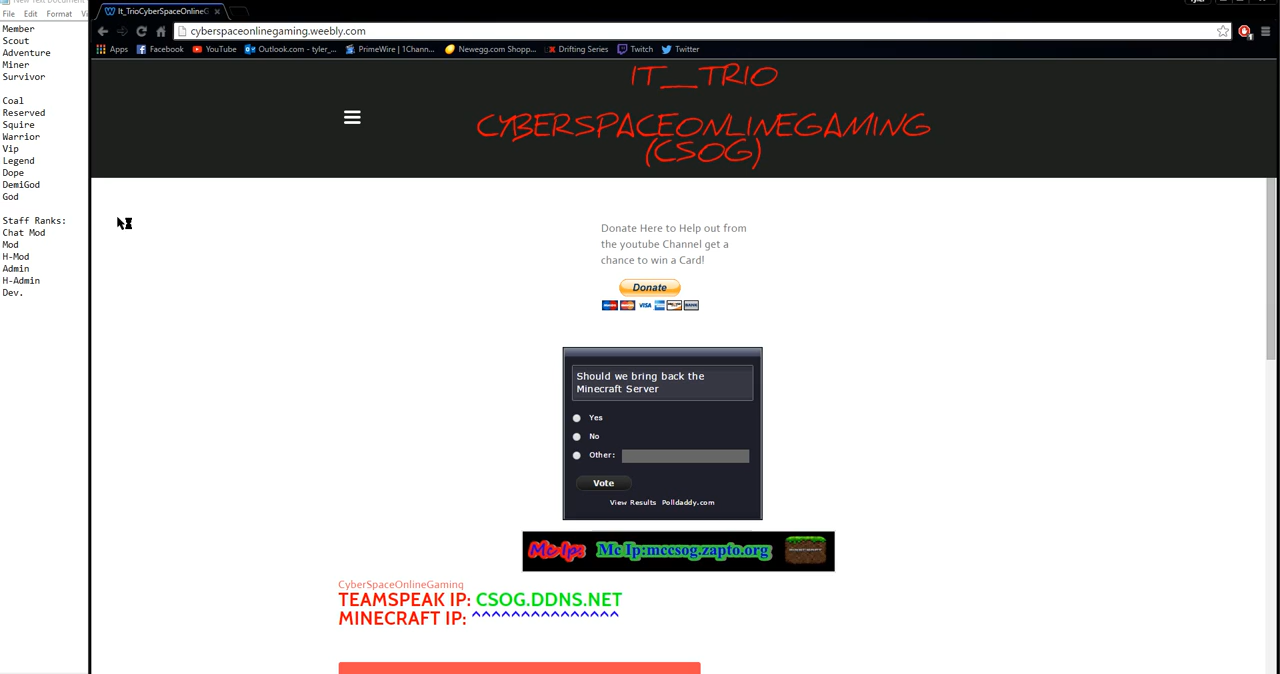 New Text Document
File Edit Format
Member
Scout
Adventure
Miner
Survivor
Coal
Reserved
Squire
Warrior
Vip
Legend
Dope
DemiGod
God
Staff Ranks:
Chat Mod
Mod
H-Mod
Admin
H-Admin
Dev.
It_TrioCyberSpaceOnlineG
cyberspaceonlinegaming.weebly.com
Apps Facebook YouTube Outlook.com - tyler_... PrimeWire | 1Chann... Newegg.com Shopp... Drifting Series Twitch Twitter
IT__TRIO
CYBERSPACEONLINEGAMING
(CSOG)
Donate Here to Help out from
the youtube Channel get a
chance to win a Card!
Donate
Should we bring back the
Minecraft Server
Yes
No
Other:
Vote
View Results Polldaddy.com
Mc Ip: Mc Ip:mccsog.zapto.org
CyberSpaceOnlineGaming
TEAMSPEAK IP: CSOG.DDNS.NET
MINECRAFT IP: ^^^^^^^^^^^^^^^